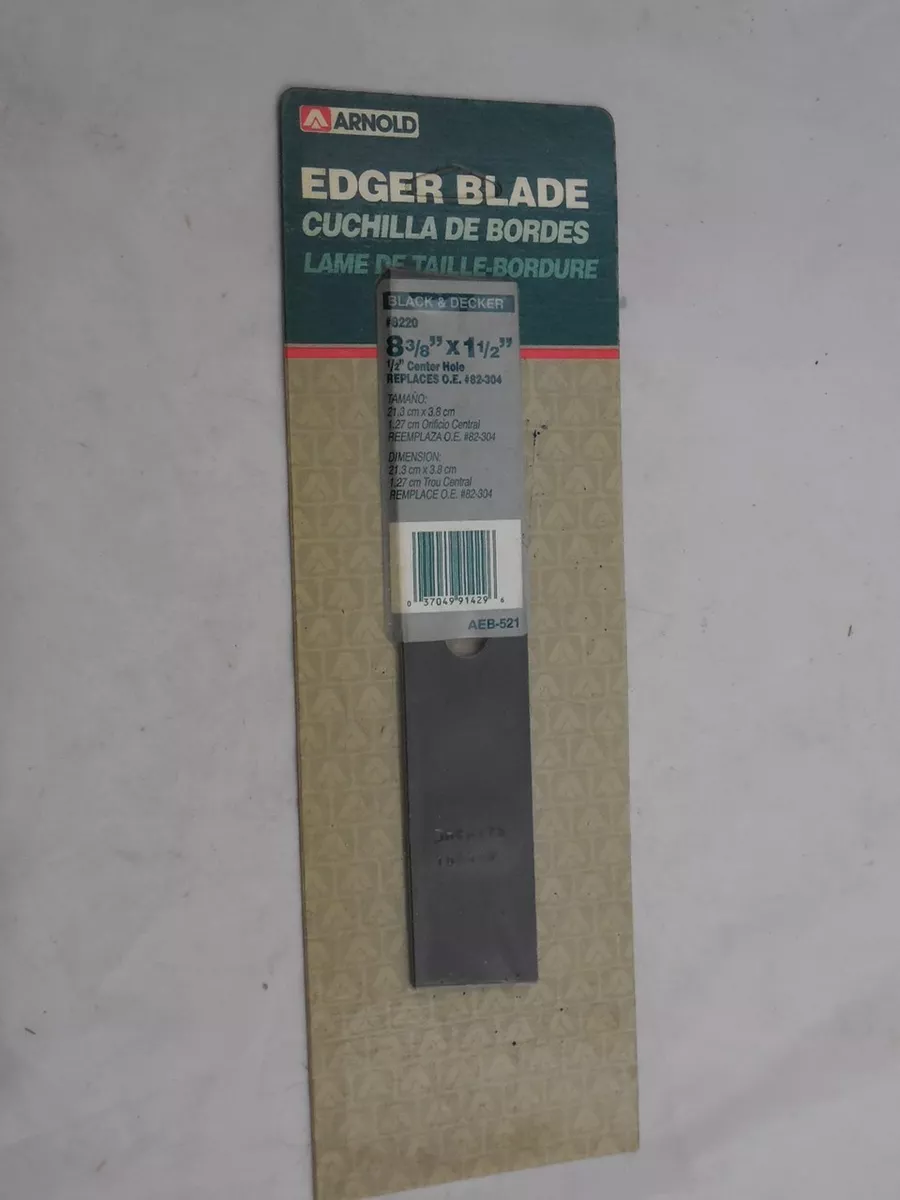 ARNOLD
EDGER BLADE
CUCHILLA DE BORDES
LAME DE TAILLE-BORDURE
BLACK & DECKER
#8220
8 3/8" X 1 1/2"
1/2" Center Hole
REPLACES O.E. #82-304
TAMAÑO:
21.3 cm x 3.8 cm
1.27 cm Orificio Central
REEMPLAZA O.E. #82-304
DIMENSION:
21.3 cm x 3.8 cm
1.27 cm Trou Central
REMPLACE O.E. #82-304
0 37049 91429 6
AEB-521